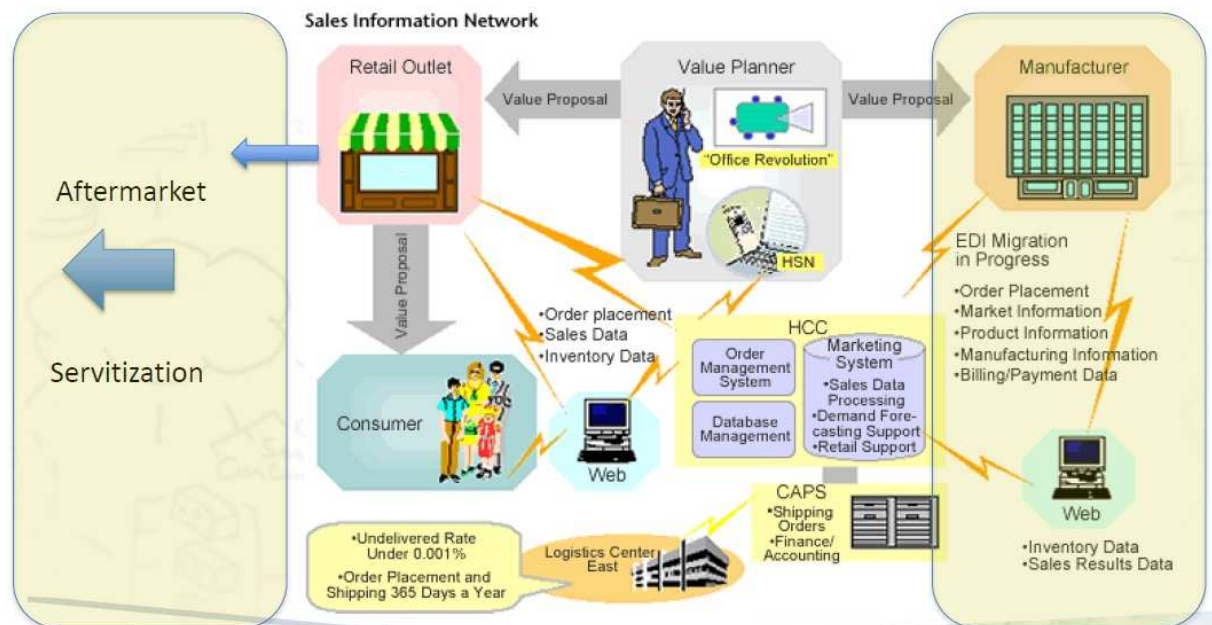 Sales Information Network
Retail Outlet
Value Planner
Manufacturer
Value Proposal
Value Proposal
"Office Revolution"
HSN
Aftermarket
Servitization
Value Proposal
EDI Migration
in Progress
•Order Placement
•Market Information
•Product Information
•Manufacturing Information
•Billing/Payment Data
•Order placement
•Sales Data
•Inventory Data
HCC
Order
Management
System
Database
Management
Marketing
System
•Sales Data
Processing
•Demand Fore-
casting Support
•Retail Support
Consumer
Web
Web
•Inventory Data
•Sales Results Data
CAPS
•Shipping
Orders
•Finance/
Accounting
Logistics Center
East
•Undelivered Rate
Under 0.001%
•Order Placement and
Shipping 365 Days a Year